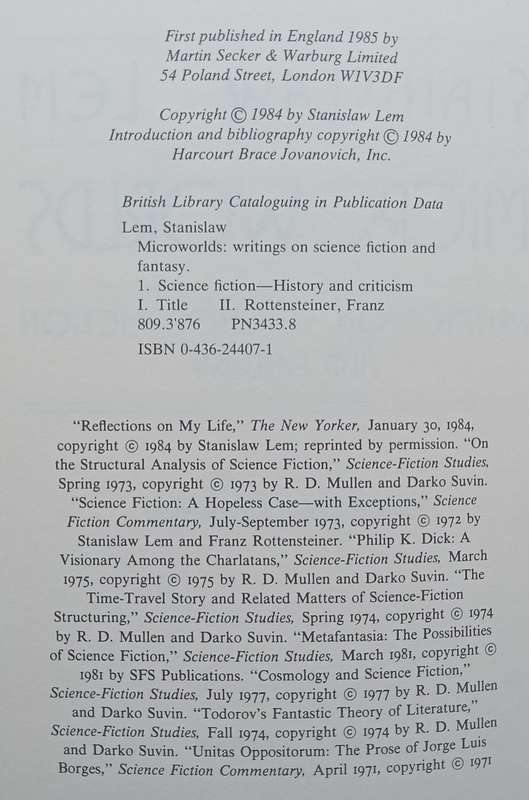 First published in England 1985 by
Martin Secker & Warburg Limited
54 Poland Street, London W1V3DF
Copyright © 1984 by Stanislaw Lem
Introduction and bibliography copyright © 1984 by
Harcourt Brace Jovanovich, Inc.
British Library Cataloguing in Publication Data
Lem, Stanislaw
Microworlds: writings on science fiction and
fantasy.
1. Science fiction—History and criticism
I. Title II. Rottensteiner, Franz
809.3'876 PN3433.8
ISBN 0-436-24407-1
“Reflections on My Life,” The New Yorker, January 30, 1984,
copyright © 1984 by Stanislaw Lem; reprinted by permission. “On
the Structural Analysis of Science Fiction,” Science-Fiction Studies,
Spring 1973, copyright © 1973 by R. D. Mullen and Darko Suvin.
“Science Fiction: A Hopeless Case—with Exceptions,” Science
Fiction Commentary, July-September 1973, copyright © 1972 by
Stanislaw Lem and Franz Rottensteiner. “Philip K. Dick: A
Visionary Among the Charlatans,” Science-Fiction Studies, March
1975, copyright © 1975 by R. D. Mullen and Darko Suvin. “The
Time-Travel Story and Related Matters of Science-Fiction
Structuring,” Science-Fiction Studies, Spring 1974, copyright © 1974
by R. D. Mullen and Darko Suvin. “Metafantasia: The Possibilities
of Science Fiction,” Science-Fiction Studies, March 1981, copyright ©
1981 by SFS Publications. “Cosmology and Science Fiction,”
Science-Fiction Studies, July 1977, copyright © 1977 by R. D. Mullen
and Darko Suvin. “Todorov's Fantastic Theory of Literature,”
Science-Fiction Studies, Fall 1974, copyright © 1974 by R. D. Mullen
and Darko Suvin. “Unitas Oppositorum: The Prose of Jorge Luis
Borges,” Science Fiction Commentary, April 1971, copyright © 1971